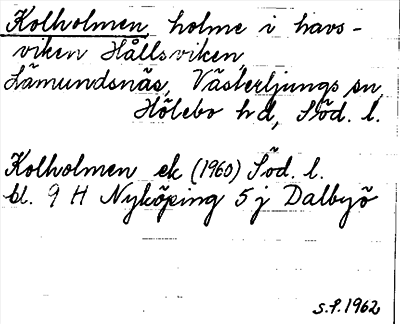 Kolholmen, holme i havs-
viken Hållsviken,
Lämundsnäs, Västerljungs sn,
Hölebo hd, Söd. l.
Kolholmen ek (1960) Söd. l.
bl. 9 H Nyköping 5 j Dalbyö
S.S. 1962